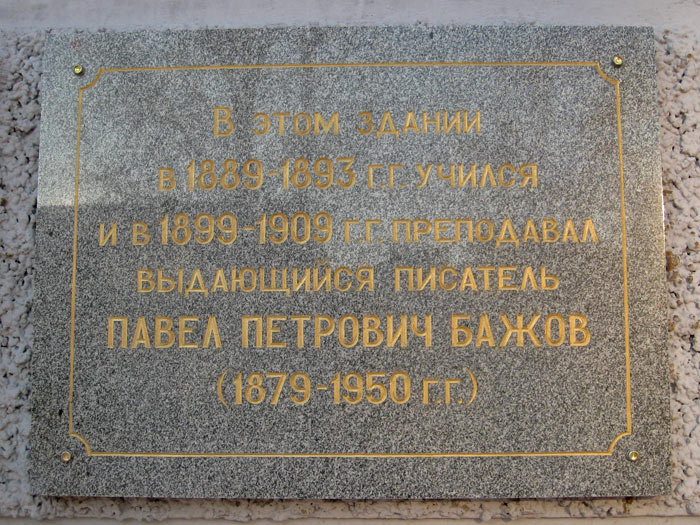 В этом здании
в 1889-1893 г.г. учился
и в 1899-1909 г.г. преподавал
выдающийся писатель
ПАВЕЛ ПЕТРОВИЧ БАЖОВ
(1879-1950 г.г.)